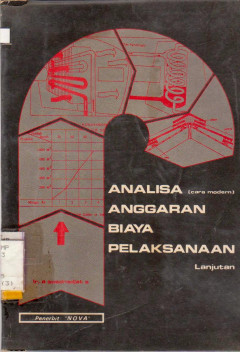 ANALISA (cara modern)
ANGGARAN
BIAYA
PELAKSANAAN
Lanjutan
Penerbit "NOVA"